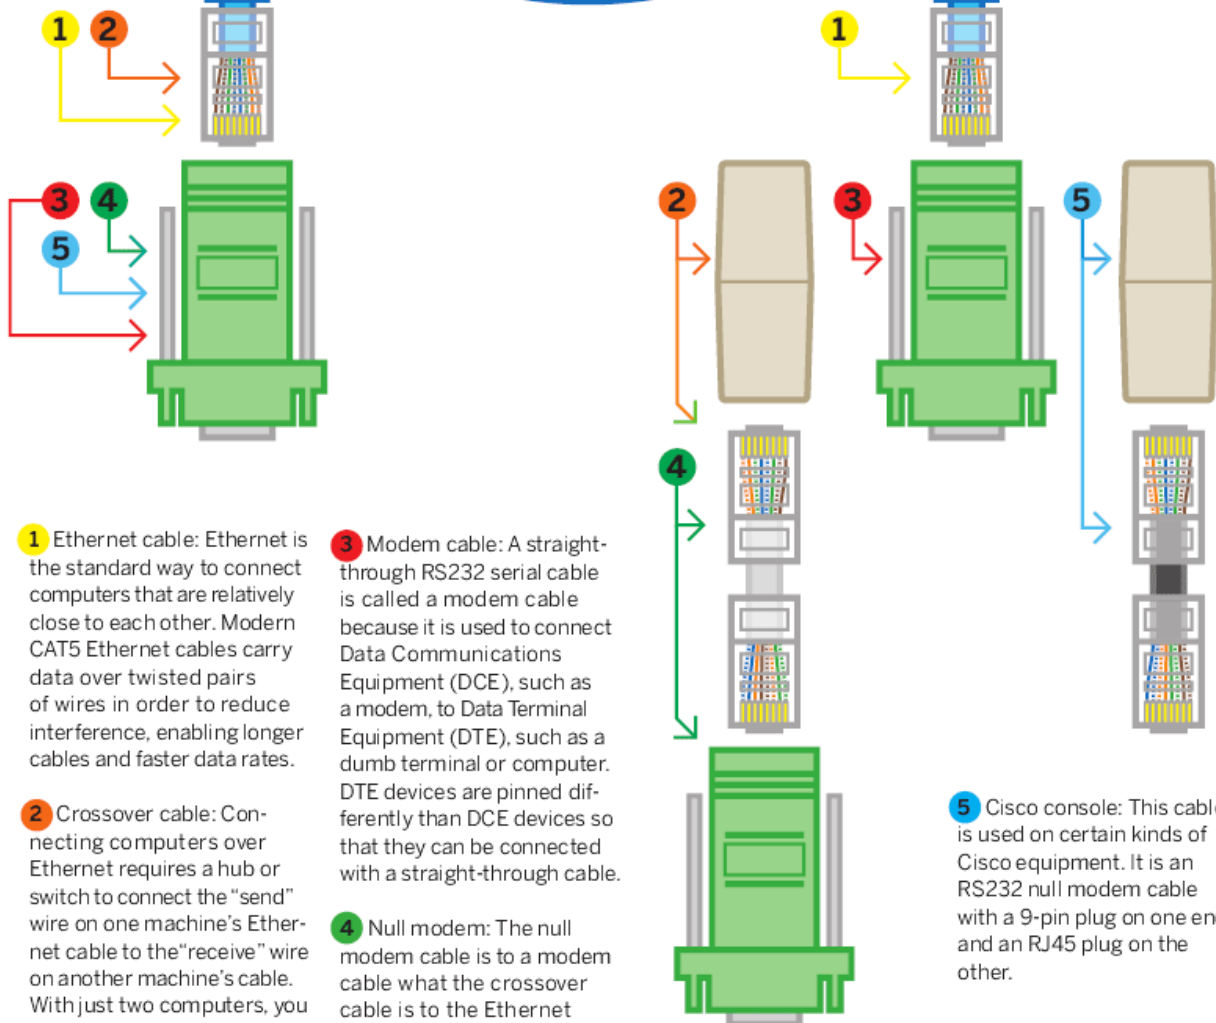 1 2
1
3 4
5
2
3
5
4
1 Ethernet cable: Ethernet is
the standard way to connect
computers that are relatively
close to each other. Modern
CAT5 Ethernet cables carry
data over twisted pairs
of wires in order to reduce
interference, enabling longer
cables and faster data rates.
2 Crossover cable: Con-
necting computers over
Ethernet requires a hub or
switch to connect the “send”
wire on one machine’s Ether-
net cable to the“receive” wire
on another machine’s cable.
With just two computers, you
3 Modem cable: A straight-
through RS232 serial cable
is called a modem cable
because it is used to connect
Data Communications
Equipment (DCE), such as
a modem, to Data Terminal
Equipment (DTE), such as a
dumb terminal or computer.
DTE devices are pinned dif-
ferently than DCE devices so
that they can be connected
with a straight-through cable.
4 Null modem: The null
modem cable is to a modem
cable what the crossover
cable is to the Ethernet
5 Cisco console: This cabl
is used on certain kinds of
Cisco equipment. It is an
RS232 null modem cable
with a 9-pin plug on one en
and an RJ45 plug on the
other.